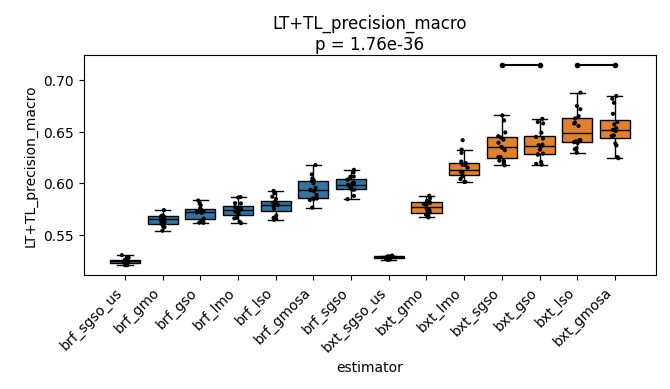 LT+TL_precision_macro
p = 1.76e-36
LT+TL_precision_macro
0.70
0.65
0.60
0.55
brf_sgso_us
brf_gmo
brf_gso
brf_lmo
brf_lso
brf_gmosa
brf_sgso
bxt_sgso_us
bxt_gmo
bxt_lmo
bxt_sgso
bxt_gso
bxt_lso
bxt_gmosa
estimator